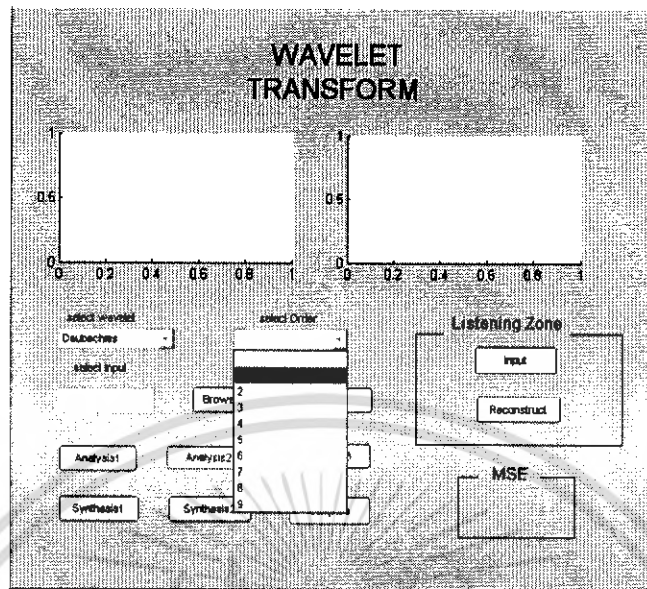 WAVELET
TRANSFORM
1
0.5
0
0 0.2 0.4 0.6 0.8 1
1
0.5
0
0 0.2 0.4 0.6 0.8 1
select wavelet
Daubechies
select Order
2
3
4
5
6
7
8
9
select input
Analysis1
Analysis2
Synthesis1
Listening Zone
Input
Reconstruct
MSE